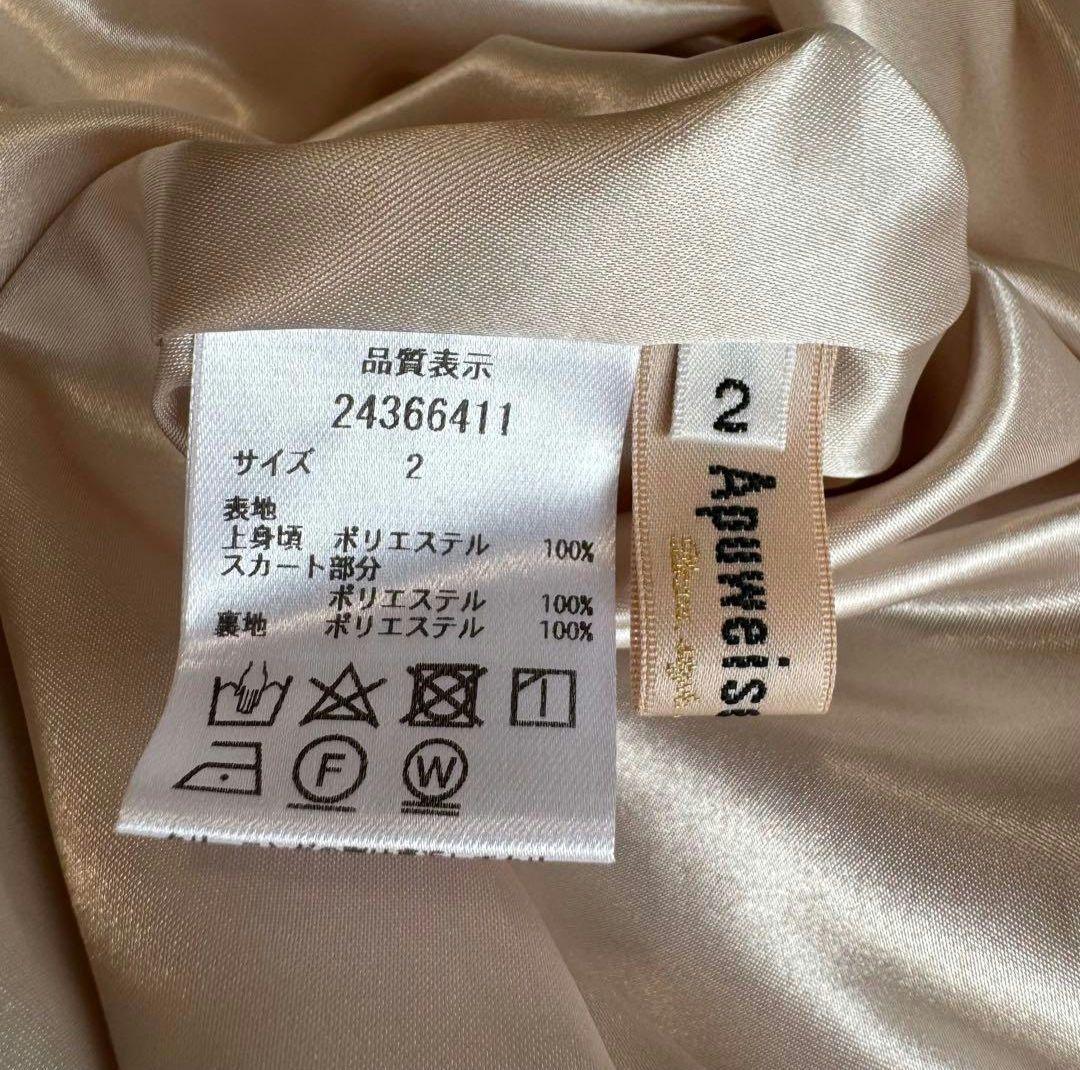 品質表示
24366411
サイズ 2
表地
上身頃 ポリエステル 100%
スカート部分
ポリエステル 100%
裏地 ポリエステル 100%
F
W
2